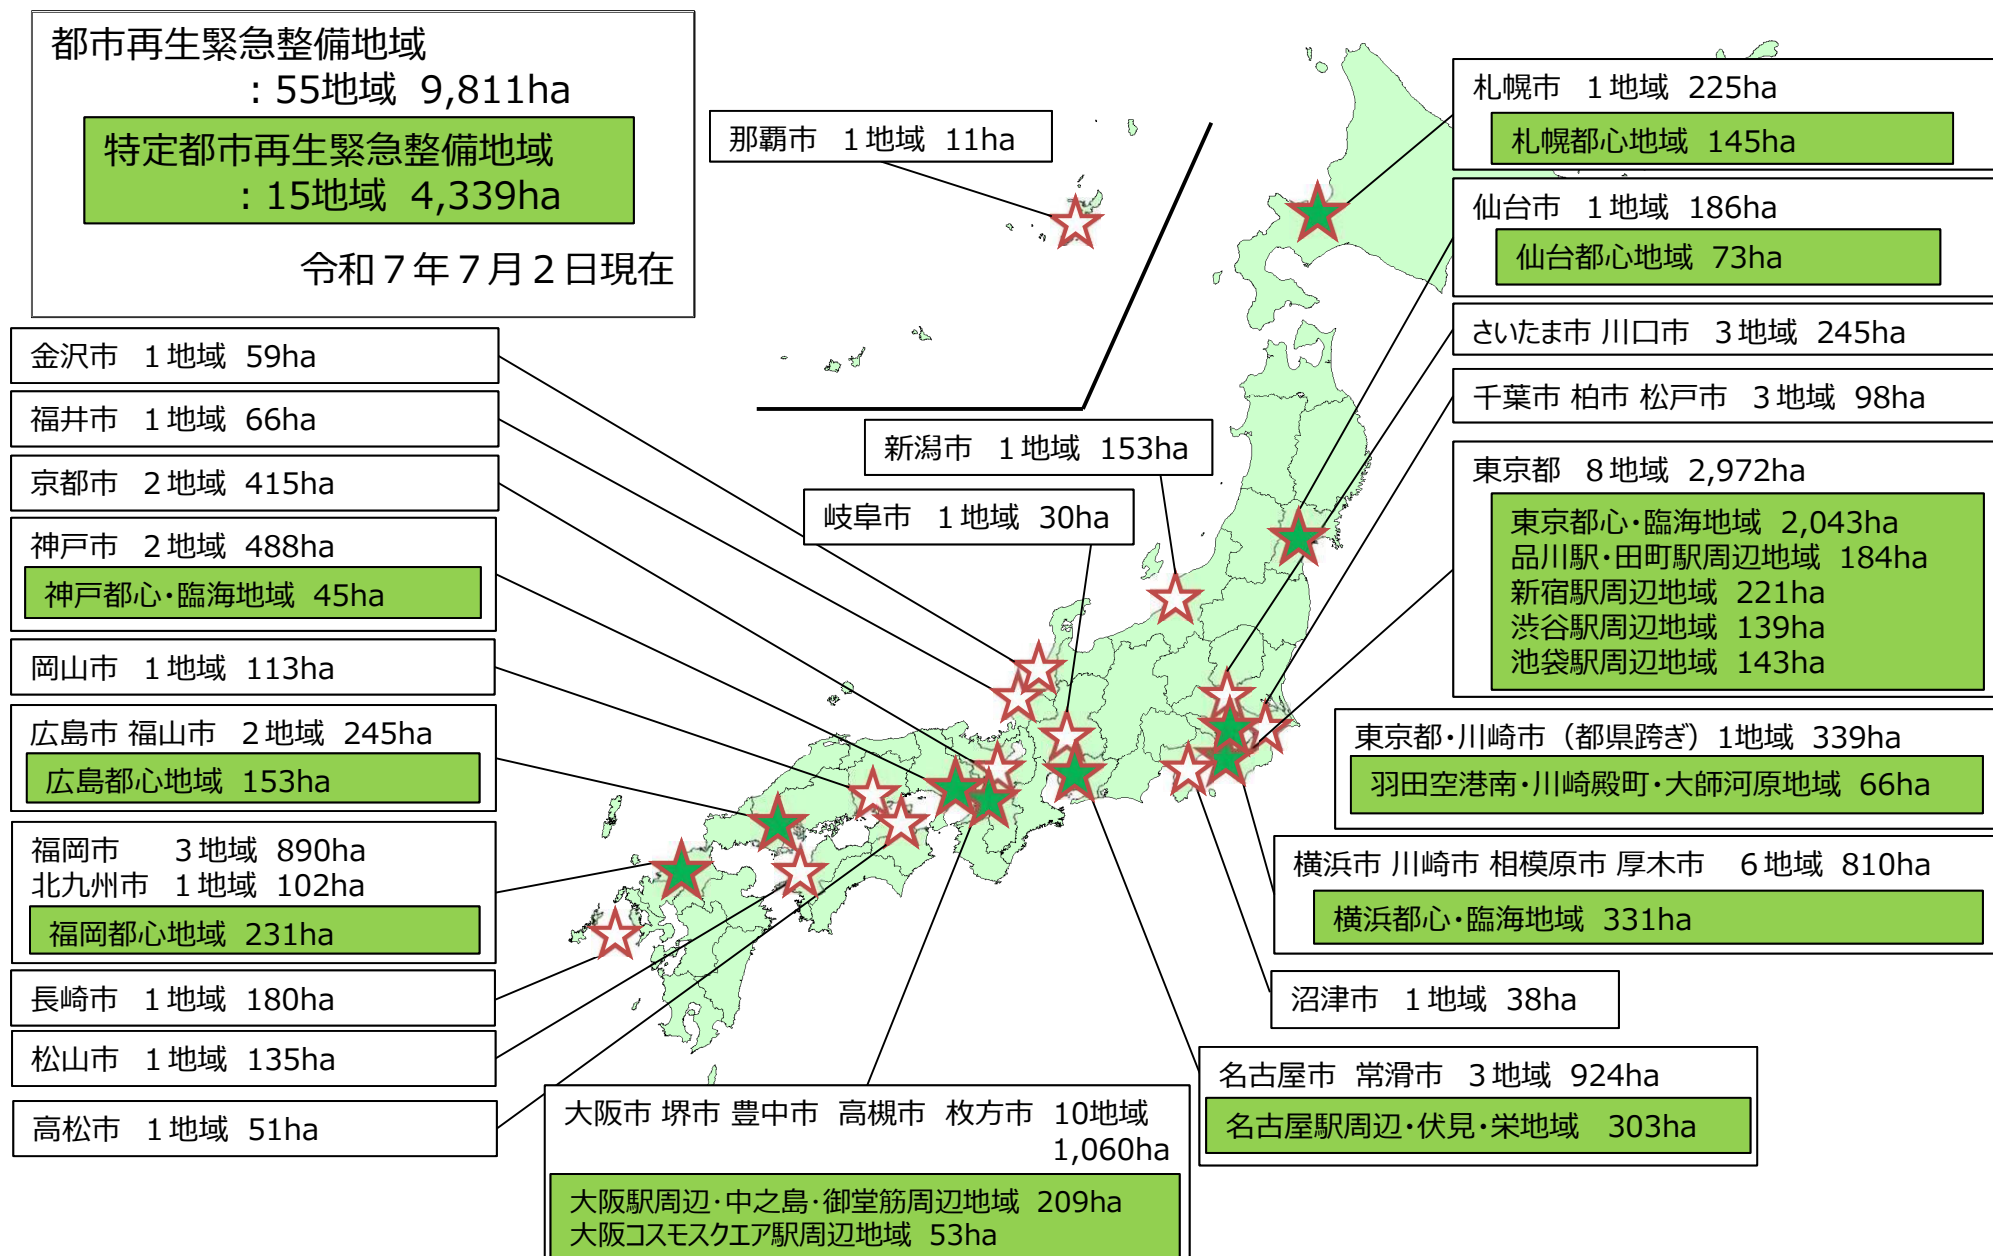 都市再生緊急整備地域
：55地域 9,811ha
特定都市再生緊急整備地域
：15地域 4,339ha
令和７年７月２日現在
那覇市 １地域 11ha
札幌市 １地域 225ha
札幌都心地域 145ha
仙台市 １地域 186ha
仙台都心地域 73ha
さいたま市 川口市 ３地域 245ha
千葉市 柏市 松戸市 ３地域 98ha
東京都 ８地域 2,972ha
東京都心・臨海地域 2,043ha
品川駅・田町駅周辺地域 184ha
新宿駅周辺地域 221ha
渋谷駅周辺地域 139ha
池袋駅周辺地域 143ha
東京都・川崎市（都県跨ぎ）1地域 339ha
羽田空港南・川崎殿町・大師河原地域 66ha
横浜市 川崎市 相模原市 厚木市 ６地域 810ha
横浜都心・臨海地域 331ha
沼津市 １地域 38ha
名古屋市 常滑市 ３地域 924ha
名古屋駅周辺・伏見・栄地域 303ha
新潟市 １地域 153ha
岐阜市 １地域 30ha
金沢市 １地域 59ha
福井市 １地域 66ha
京都市 ２地域 415ha
神戸市 ２地域 488ha
神戸都心・臨海地域 45ha
岡山市 １地域 113ha
広島市 福山市 ２地域 245ha
広島都心地域 153ha
福岡市 ３地域 890ha
北九州市 １地域 102ha
福岡都心地域 231ha
長崎市 １地域 180ha
松山市 １地域 135ha
高松市 １地域 51ha
大阪市 堺市 豊中市 高槻市 枚方市 10地域
1,060ha
大阪駅周辺・中之島・御堂筋周辺地域 209ha
大阪コスモスクエア駅周辺地域 53ha